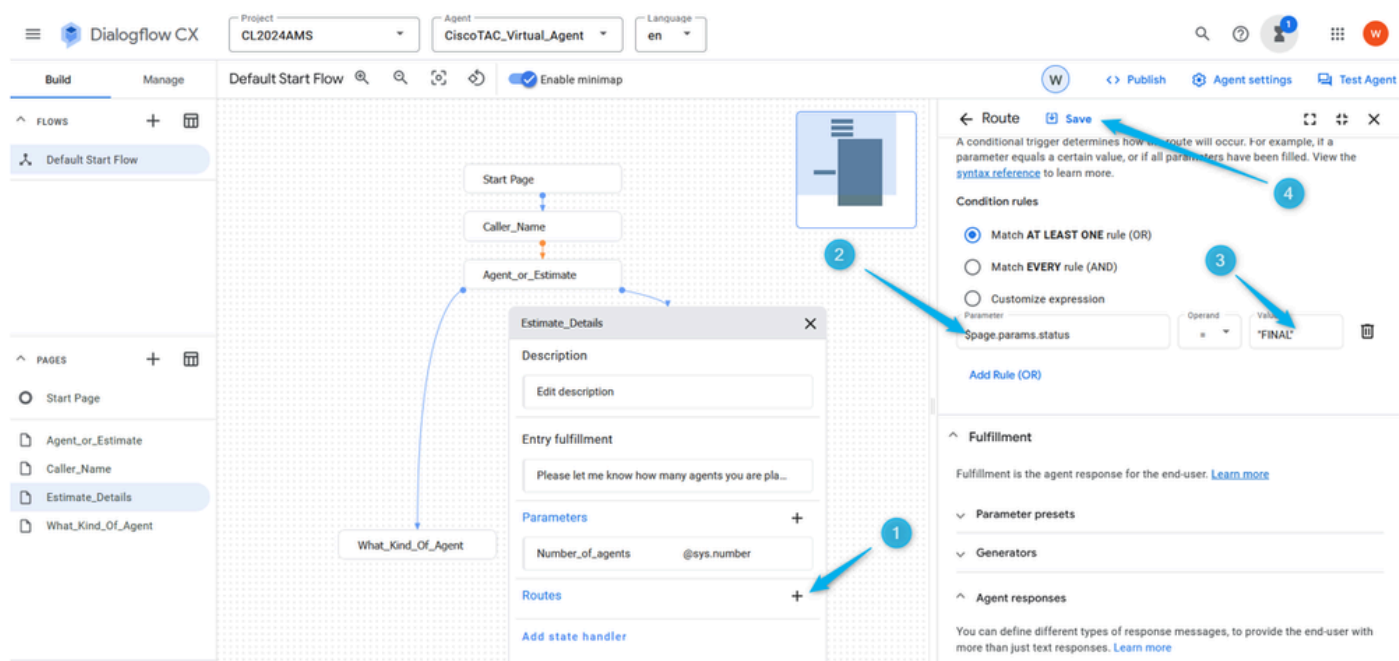 Project
Agent
Language
Dialogflow CX
CL2024AMS
CiscoTAC_Virtual_Agent
en
1
W
Build
Manage
Default Start Flow
Enable minimap
W
Publish
Agent settings
Test Agent
FLOWS
Default Start Flow
PAGES
Start Page
Agent_or_Estimate
Caller_Name
Estimate_Details
What_Kind_Of_Agent
Start Page
Caller_Name
Agent_or_Estimate
What_Kind_Of_Agent
Estimate_Details
Description
Edit description
Entry fulfillment
Please let me know how many agents you are pla...
Parameters
Number_of_agents @sys.number
Routes
Add state handler
1
2
3
4
Route
Save
A conditional trigger determines how route will occur. For example, if a
parameter equals a certain value, or if all parameters have been filled. View the
syntax reference to learn more.
Condition rules
Match AT LEAST ONE rule (OR)
Match EVERY rule (AND)
Customize expression
Parameter
Operand
$page.params.status
=
"FINAL"
Add Rule (OR)
Fulfillment
Fulfillment is the agent response for the end-user. Learn more
Parameter presets
Generators
Agent responses
You can define different types of response messages, to provide the end-user with
more than just text responses. Learn more